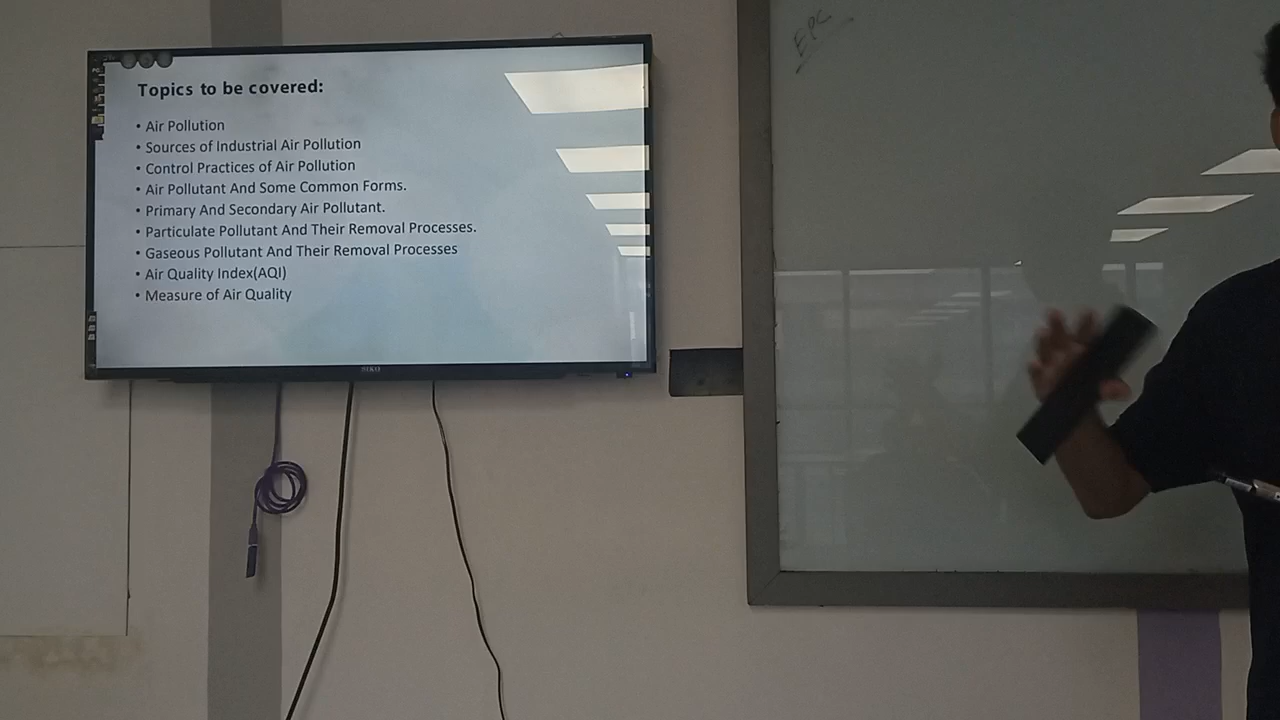 Topics to be covered:
• Air Pollution
• Sources of Industrial Air Pollution
• Control Practices of Air Pollution
• Air Pollutant And Some Common Forms.
• Primary And Secondary Air Pollutant.
• Particulate Pollutant And Their Removal Processes.
• Gaseous Pollutant And Their Removal Processes
• Air Quality Index(AQI)
• Measure of Air Quality
EPC